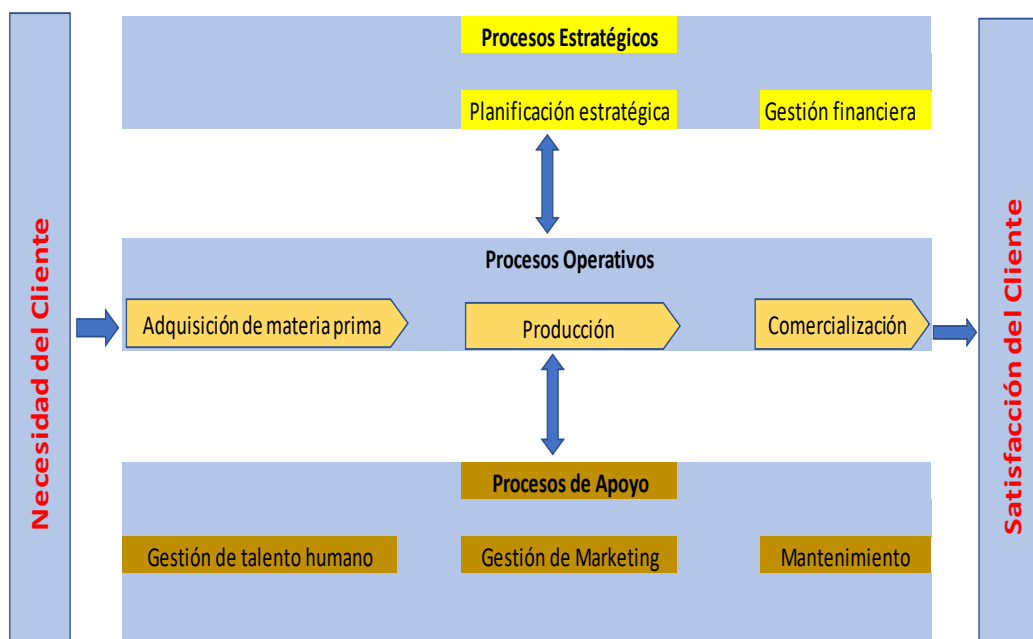 Necesidad del Cliente
Procesos Estratégicos
Planificación estratégica
Gestión financiera
Procesos Operativos
Adquisición de materia prima
Producción
Comercialización
Procesos de Apoyo
Gestión de talento humano
Gestión de Marketing
Mantenimiento
Satisfacción del Cliente